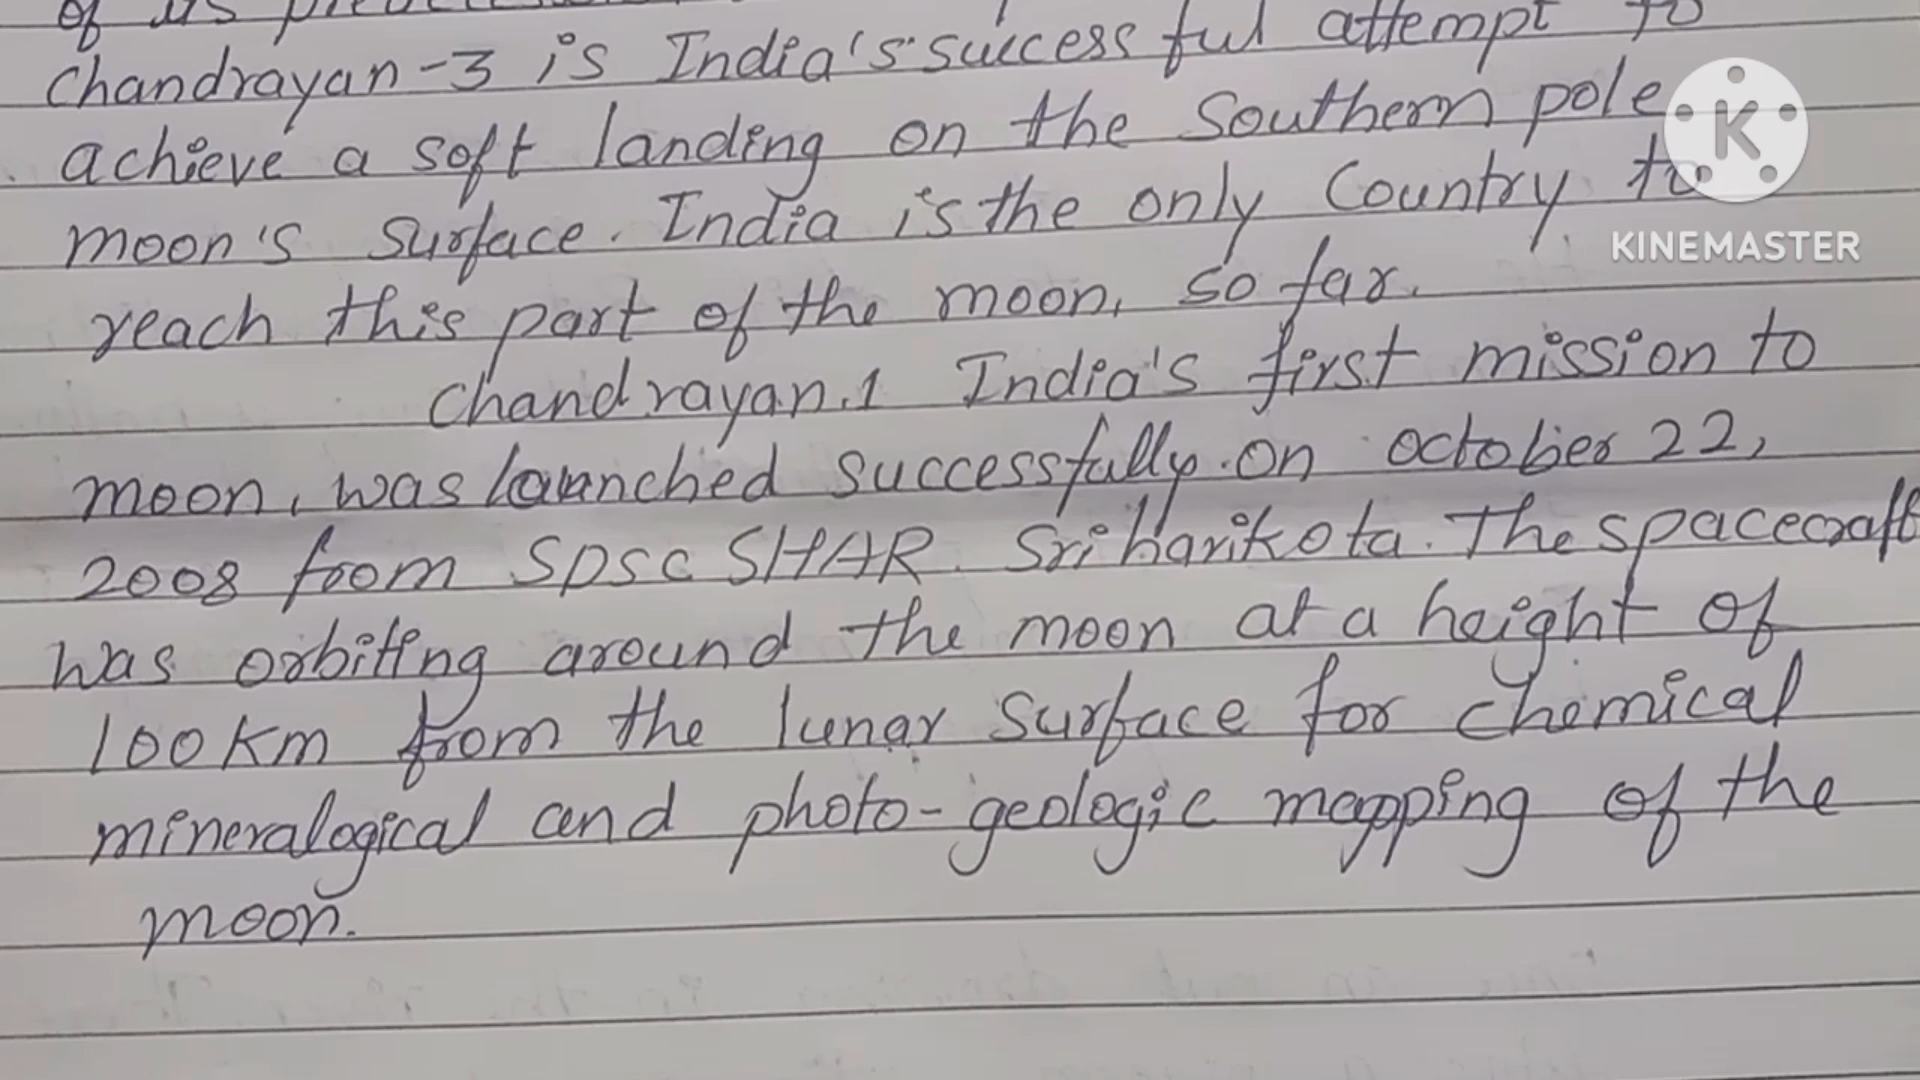 of its
Chandrayan-3 is India's successful attempt to
achieve a soft landing on the Southern pole
moon's surface. India is the only Country to
reach this part of the moon, so far.
Chandrayan.1 India's first mission to
moon, was launched successfully on october 22,
2008 from SDSC SHAR. Sriharikota. The spacecraft
was orbiting around the moon at a height of
100 Km from the lunar surface for chemical
mineralogical and photo-geologic mapping of the
moon.
K
KINEMASTER